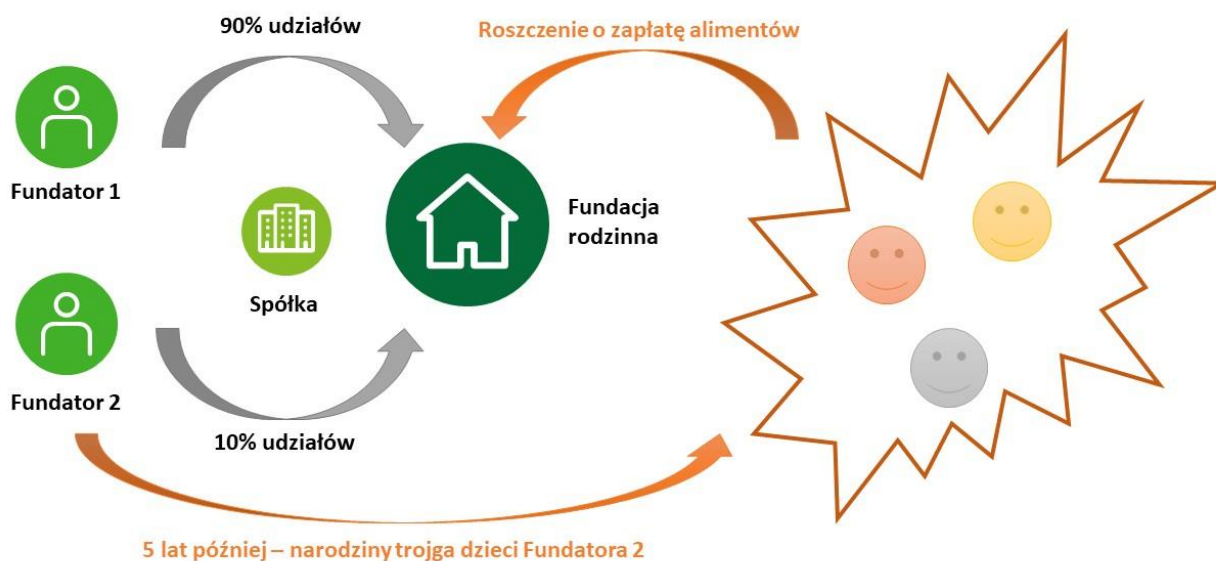 90% udziałów
Roszczenie o zapłatę alimentów
Fundator 1
Fundacja
rodzinna
Spółka
Fundator 2
10% udziałów
5 lat później – narodziny trojga dzieci Fundatora 2